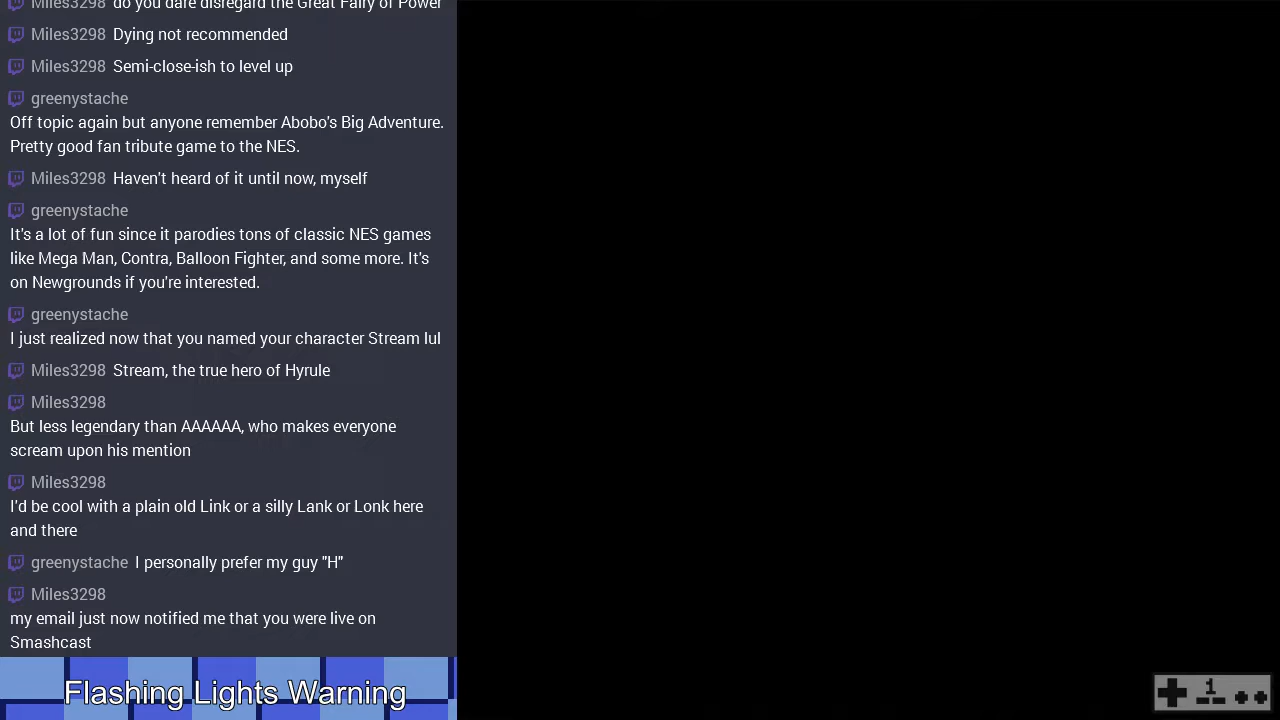 Miles3298 do you dare disregard the Great Fairy of Power
Miles3298 Dying not recommended
Miles3298 Semi-close-ish to level up
greenystache
Off topic again but anyone remember Abobo's Big Adventure.
Pretty good fan tribute game to the NES.
Miles3298 Haven't heard of it until now, myself
greenystache
It's a lot of fun since it parodies tons of classic NES games
like Mega Man, Contra, Balloon Fighter, and some more. It's
on Newgrounds if you're interested.
greenystache
I just realized now that you named your character Stream lul
Miles3298 Stream, the true hero of Hyrule
Miles3298
But less legendary than AAAAAA, who makes everyone
scream upon his mention
Miles3298
I'd be cool with a plain old Link or a silly Lank or Lonk here
and there
greenystache I personally prefer my guy "H"
Miles3298
my email just now notified me that you were live on
Smashcast
Flashing Lights Warning
1